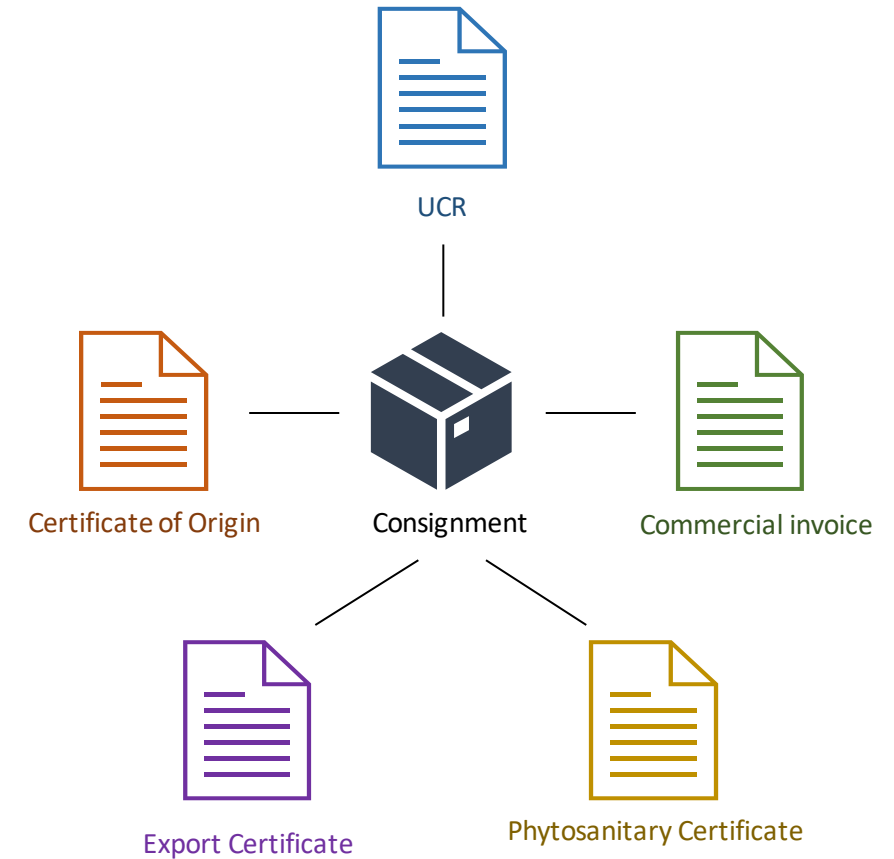 UCR
Certificate of Origin
Consignment
Commercial invoice
Export Certificate
Phytosanitary Certificate